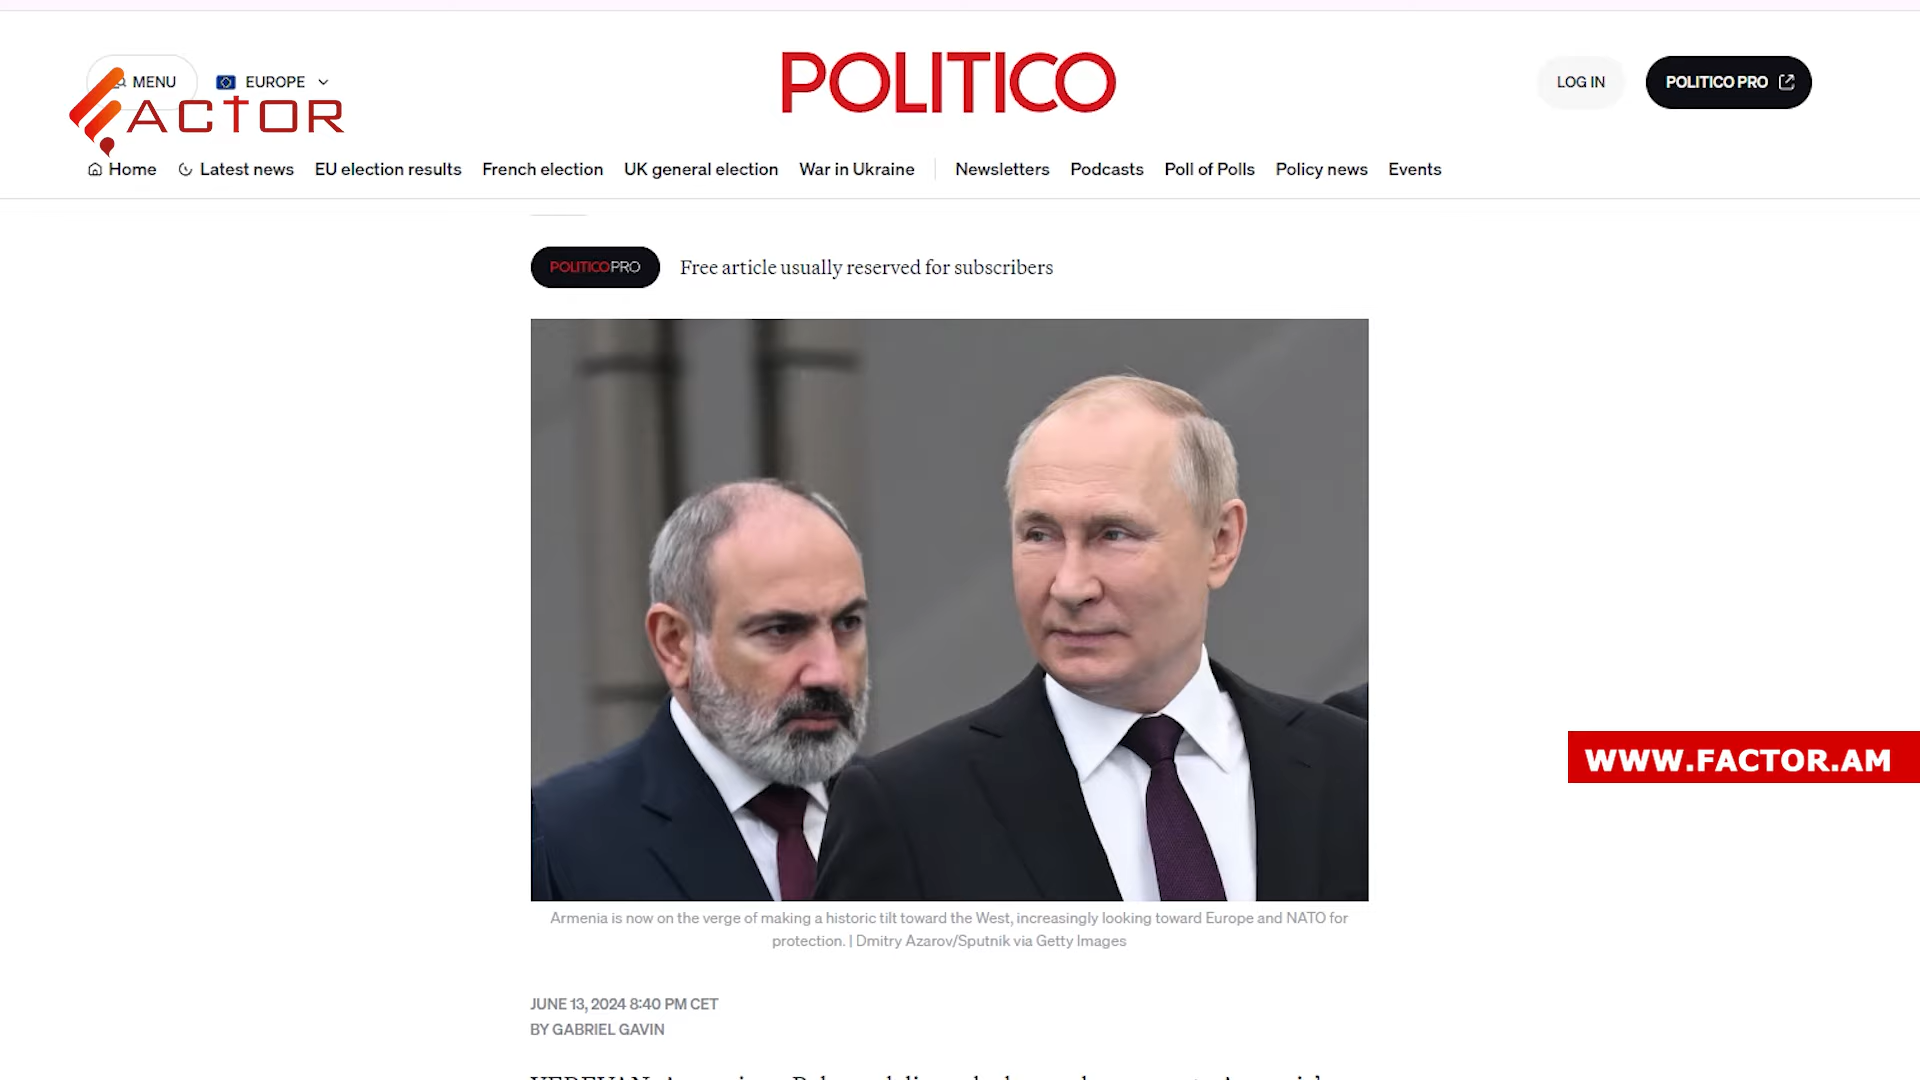 POLITICO
MENU
EUROPE
LOG IN
POLITICO PRO
ACTOR
Home
Latest news
EU election results
French election
UK general election
War in Ukraine
Newsletters
Podcasts
Poll of Polls
Policy news
Events
POLITICOPRO
Free article usually reserved for subscribers
WWW.FACTOR.AM
Armenia is now on the verge of making a historic tilt toward the West, increasingly looking toward Europe and NATO for
protection. | Dmitry Azarov/Sputnik via Getty Images
JUNE 13, 2024 8:40 PM CET
BY GABRIEL GAVIN